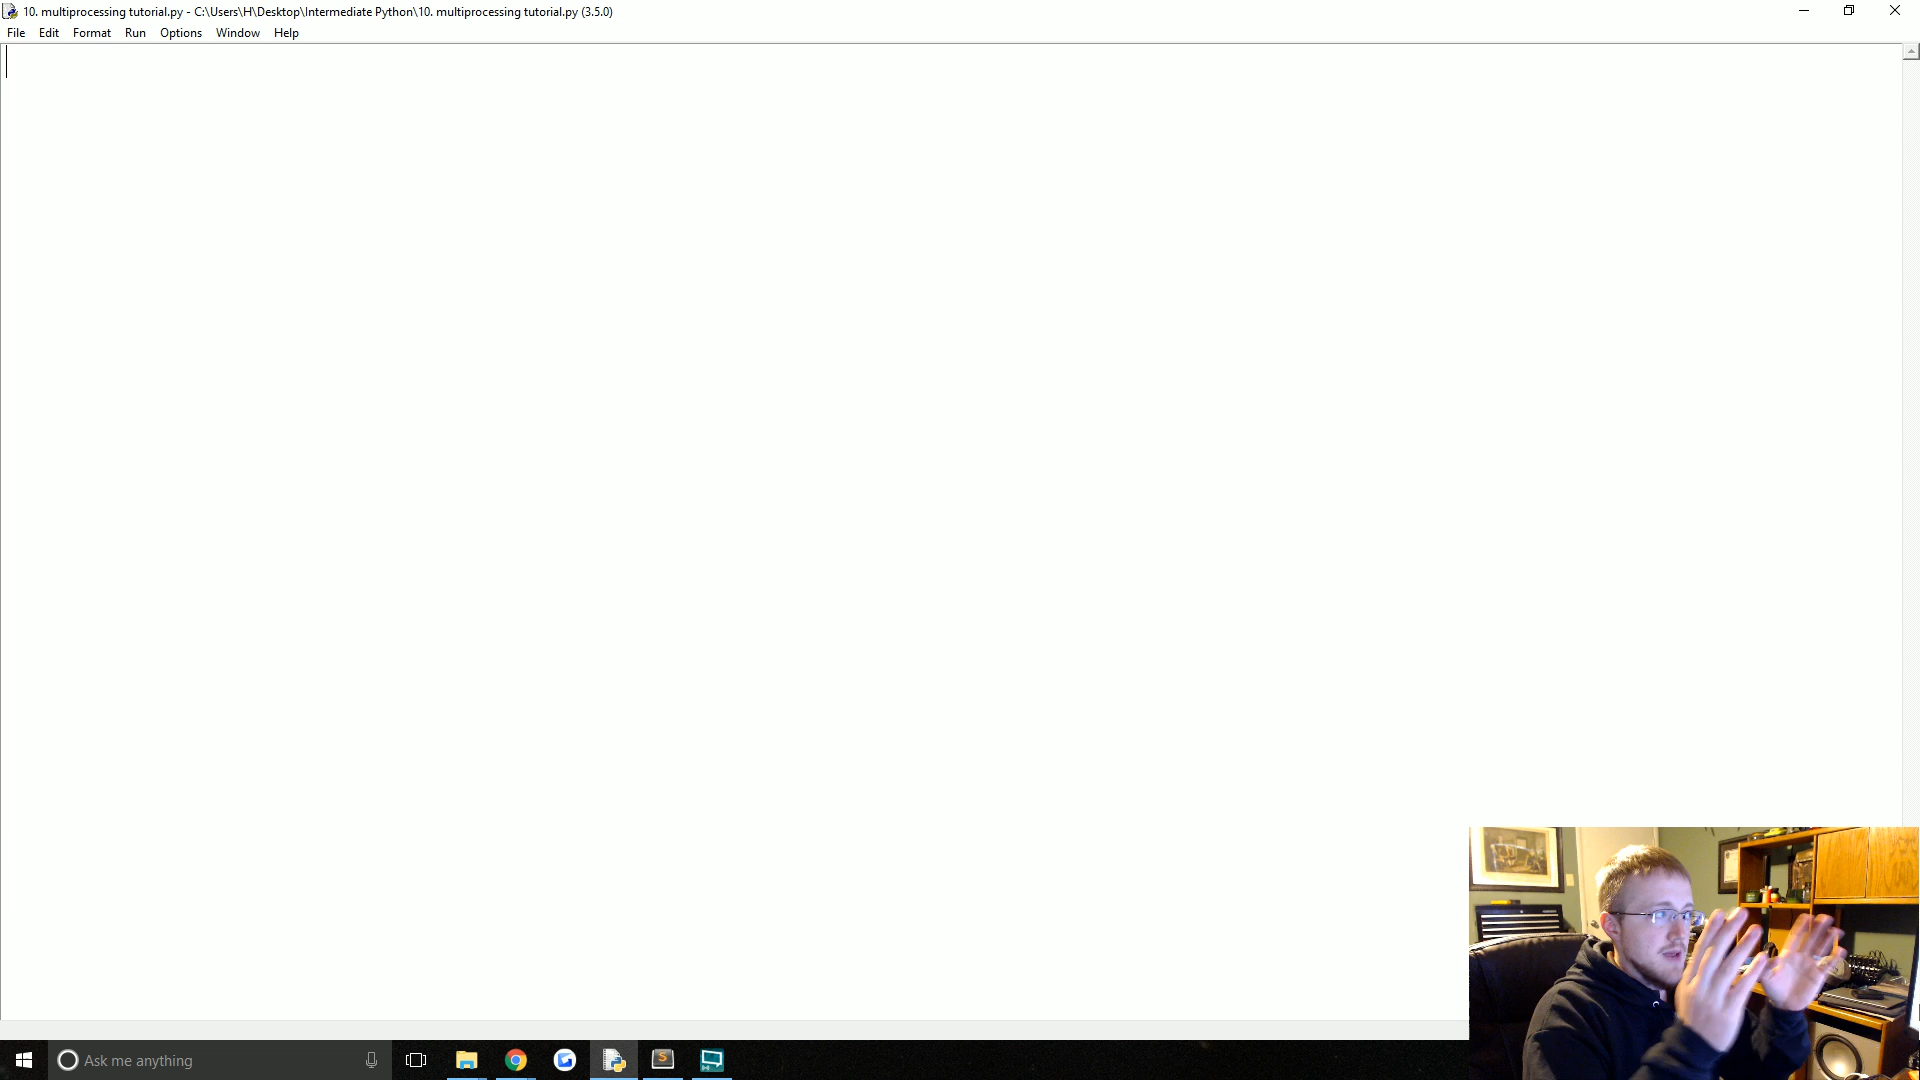 10. multiprocessing tutorial.py - C:\Users\H\Desktop\Intermediate Python\10. multiprocessing tutorial.py (3.5.0)
File Edit Format Run Options Window Help
Ask me anything
S